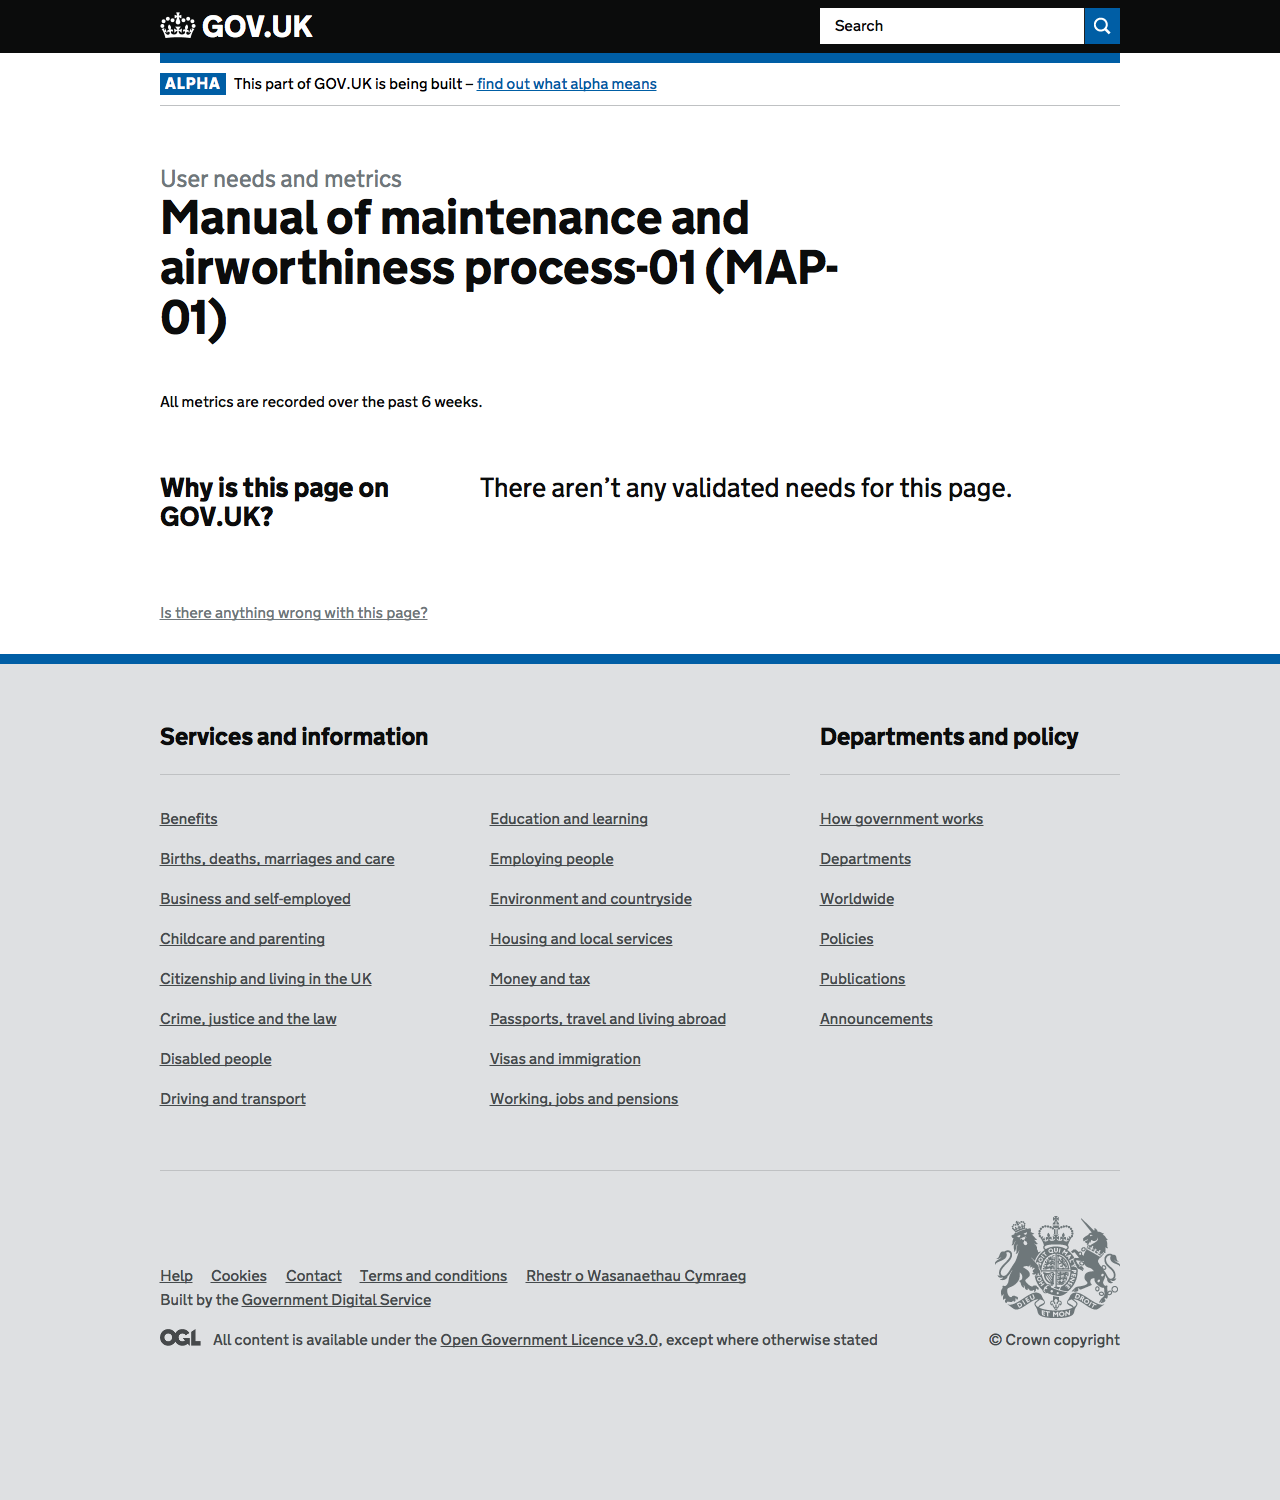 GOV.UK
Search
ALPHA This part of GOV.UK is being built – find out what alpha means
User needs and metrics
Manual of maintenance and
airworthiness process-01 (MAP-
01)
All metrics are recorded over the past 6 weeks.
Why is this page on
GOV.UK?
There aren’t any validated needs for this page.
Is there anything wrong with this page?
Services and information
Benefits
Births, deaths, marriages and care
Business and self-employed
Childcare and parenting
Citizenship and living in the UK
Crime, justice and the law
Disabled people
Driving and transport
Education and learning
Employing people
Environment and countryside
Housing and local services
Money and tax
Passports, travel and living abroad
Visas and immigration
Working, jobs and pensions
Departments and policy
How government works
Departments
Worldwide
Policies
Publications
Announcements
Help Cookies Contact Terms and conditions Rhestr o Wasanaethau Cymraeg
Built by the Government Digital Service
OGL All content is available under the Open Government Licence v3.0, except where otherwise stated
DIEU ET MON DROIT
© Crown copyright